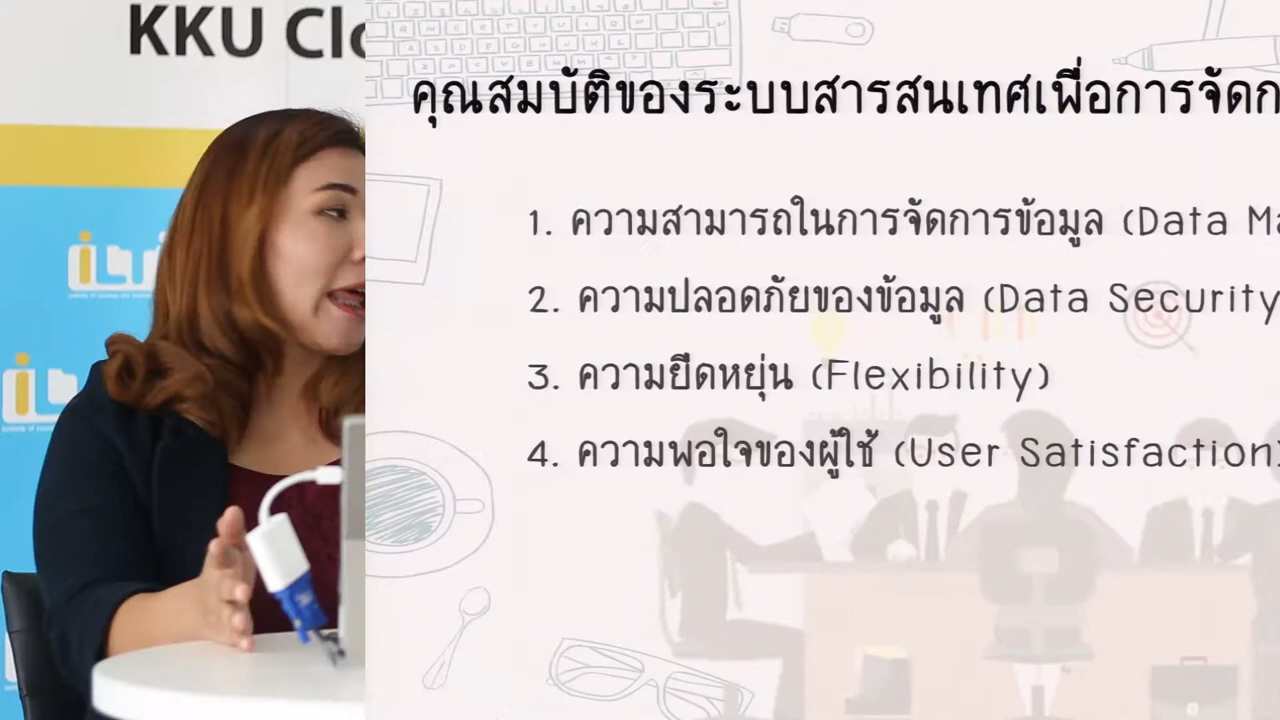 KKU Clo
คุณสมบัติของระบบสารสนเทศเพื่อการจัดก
1. ความสามารถในการจัดการข้อมูล (Data Ma
2. ความปลอดภัยของข้อมูล (Data Security
3. ความยืดหยุ่น (Flexibility)
4. ความพอใจของผู้ใช้ (User Satisfaction)